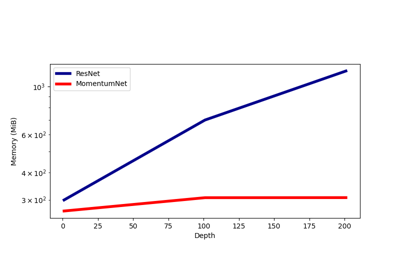 ResNet
MomentumNet
10³
6 × 10²
4 × 10²
3 × 10²
Memory (MiB)
0 25 50 75 100 125 150 175 200
Depth